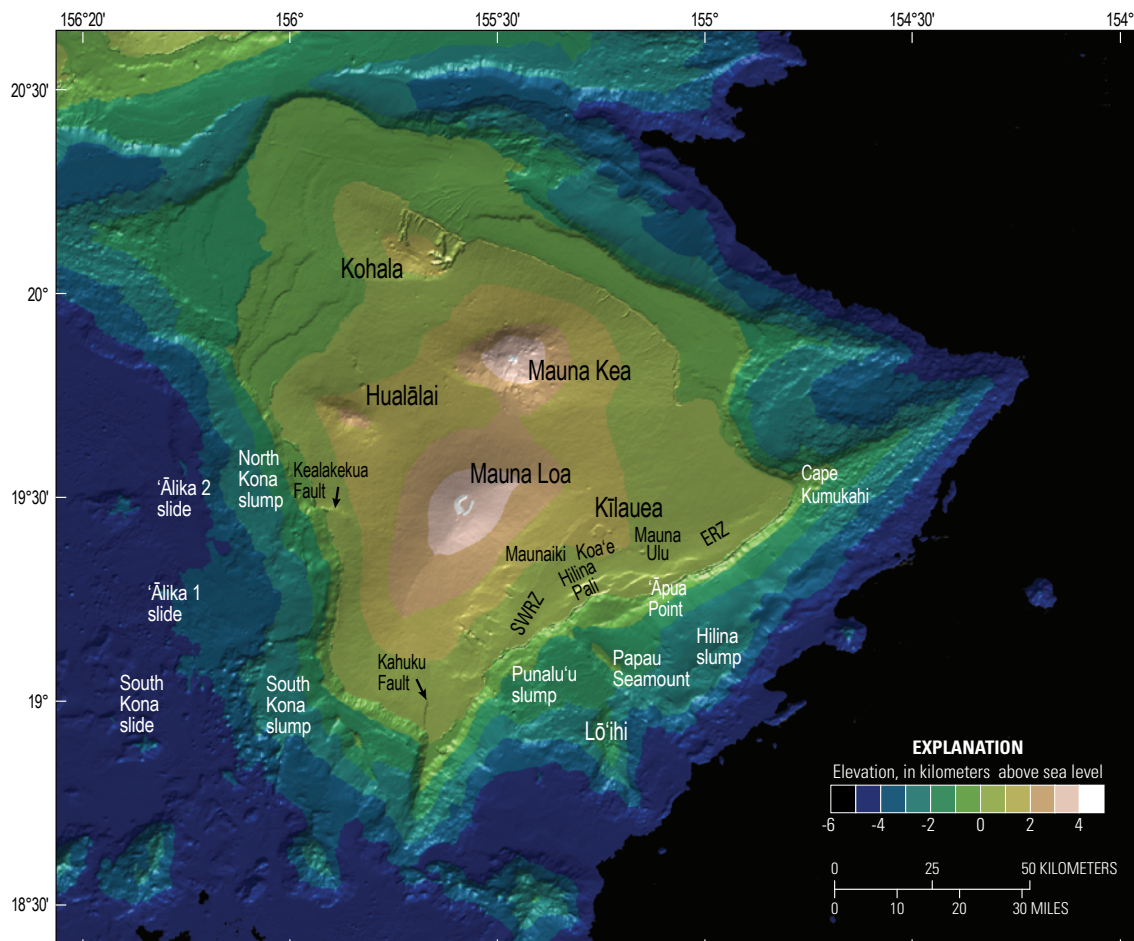 156°20' 156° 155°30' 155° 154°30' 154°
20°30'
20°
19°30'
19°
18°30'
Kohala
Mauna Kea
Hualālai
Mauna Loa
North
Kona
slump
Kealakekua
Fault
ʻĀlika 2
slide
Cape
Kumukahi
Kīlauea
Mauna
Ulu
ERZ
Maunaiki
Koaʻe
Hilina
Pali
ʻĀlika 1
slide
SWRZ
ʻĀpua
Point
Hilina
slump
Kahuku
Fault
Punaluʻu
slump
Papau
Seamount
South
Kona
slide
South
Kona
slump
Lōʻihi
EXPLANATION
Elevation, in kilometers above sea level
-6 -4 -2 0 2 4
0 25 50 KILOMETERS
0 10 20 30 MILES